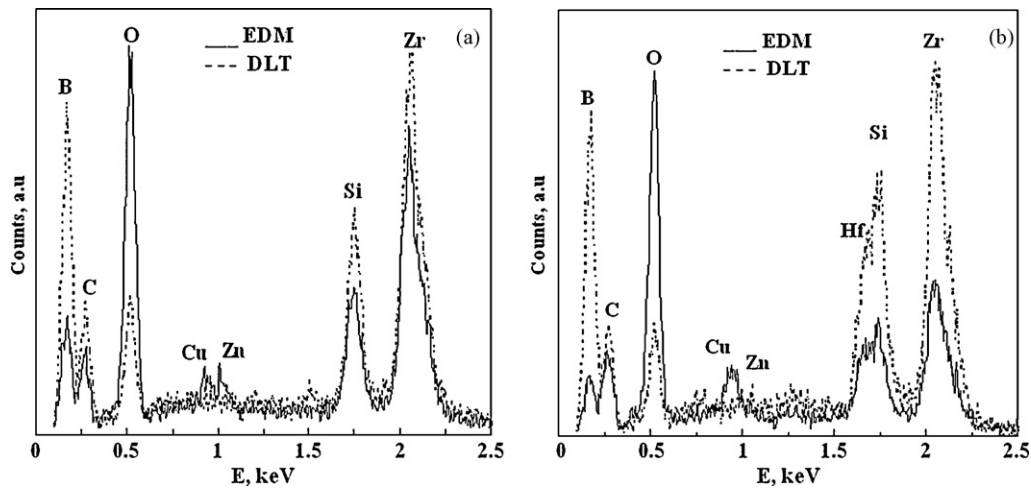 EDM
DLT
(a)
O
Zr
B
Si
C
Cu
Zn
Counts, a.u
0
0.5
1
1.5
2
2.5
E, keV
EDM
DLT
(b)
Zr
O
B
Si
Hf
C
Cu
Zn
Counts, a.u
0
0.5
1
1.5
2
2.5
E, keV